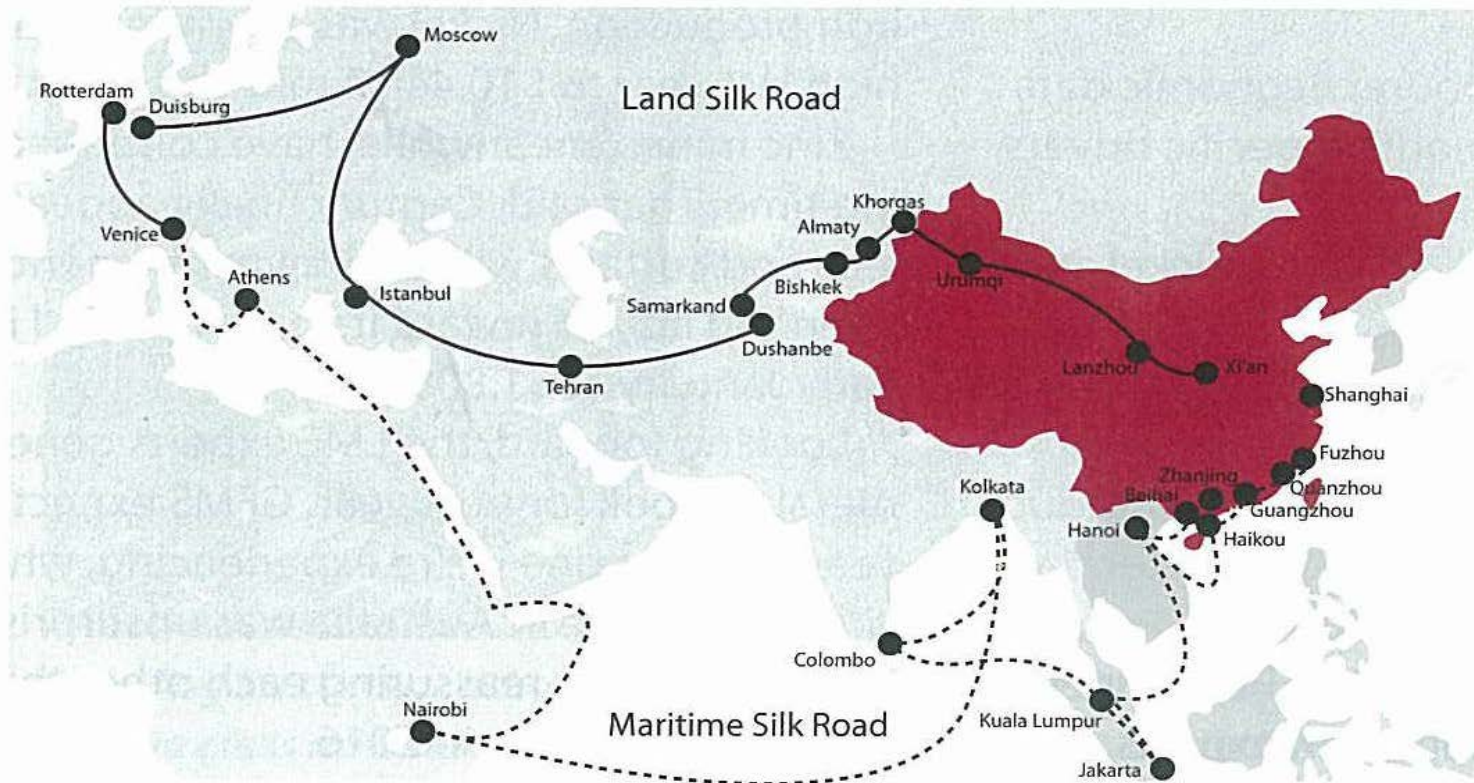 Moscow
Rotterdam
Duisburg
Land Silk Road
Khorgas
Almaty
Venice
Athens
Bishkek
Urumqi
Istanbul
Samarkand
Dushanbe
Tehran
Lanzhou
Xi'an
Shanghai
Fuzhou
Kolkata
Zhanjing
Quanzhou
Beihai
Guangzhou
Hanoi
Haikou
Colombo
Nairobi
Maritime Silk Road
Kuala Lumpur
Jakarta